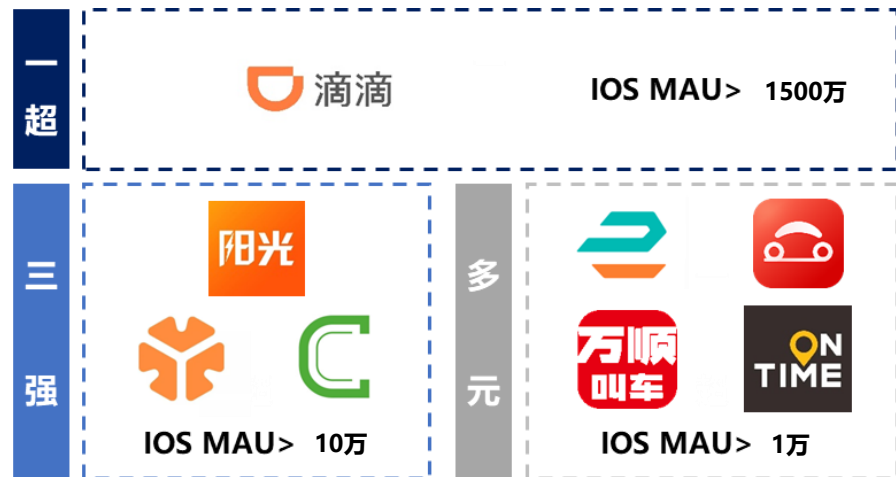 一超
滴滴
IOS MAU> 1500万
三强
阳光
IOS MAU> 10万
多元
万顺
叫车
ON
TIME
IOS MAU> 1万